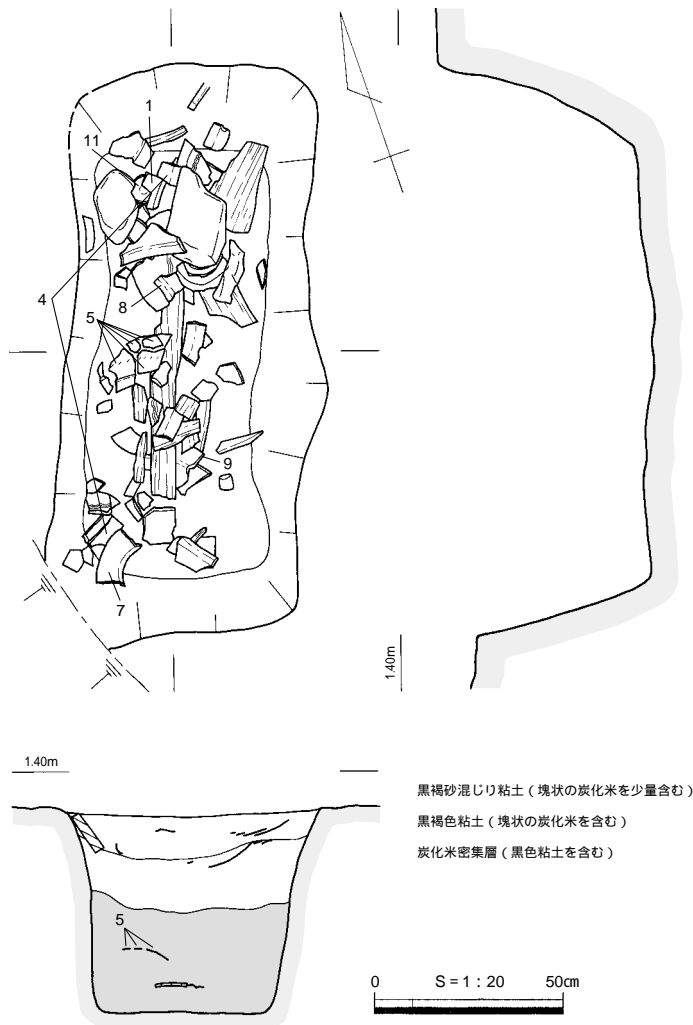 1
11
4
8
5
9
7
1.40m
1.40m
黒褐砂混じり粘土（塊状の炭化米を少量含む）
黒褐色粘土（塊状の炭化米を含む）
炭化米密集層（黒色粘土を含む）
5
0 S=1:20 50㎝